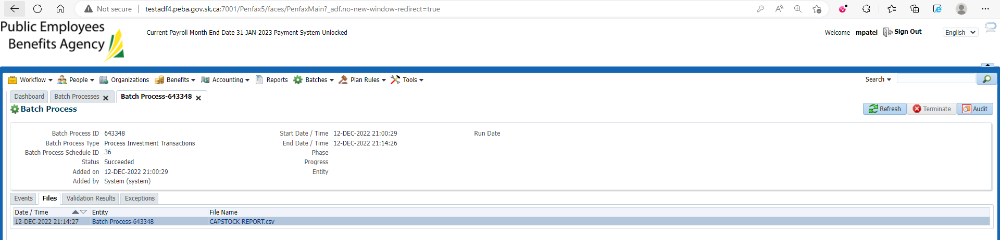 Not secure testadf4.peba.gov.sk.ca:7001/Penfax5/faces/PenfaxMain?_adf.no-new-window-redirect=true
Public Employees
Benefits Agency
Current Payroll Month End Date 31-JAN-2023 Payment System Unlocked
Welcome mpatel Sign Out English
Workflow People Organizations Benefits Accounting Reports Batches Plan Rules Tools Search
Dashboard Batch Processes Batch Process-643348
Batch Process Refresh Terminate Audit
Batch Process ID 643348 Start Date / Time 12-DEC-2022 21:00:29 Run Date
Batch Process Type Process Investment Transactions End Date / Time 12-DEC-2022 21:14:26
Batch Process Schedule ID 36 Phase
Status Succeeded Progress
Added on 12-DEC-2022 21:00:29 Entity
Added by System (system)
Events Files Validation Results Exceptions
Date / Time Entity File Name
12-DEC-2022 21:14:27 Batch Process-643348 CAPSTOCK REPORT.csv